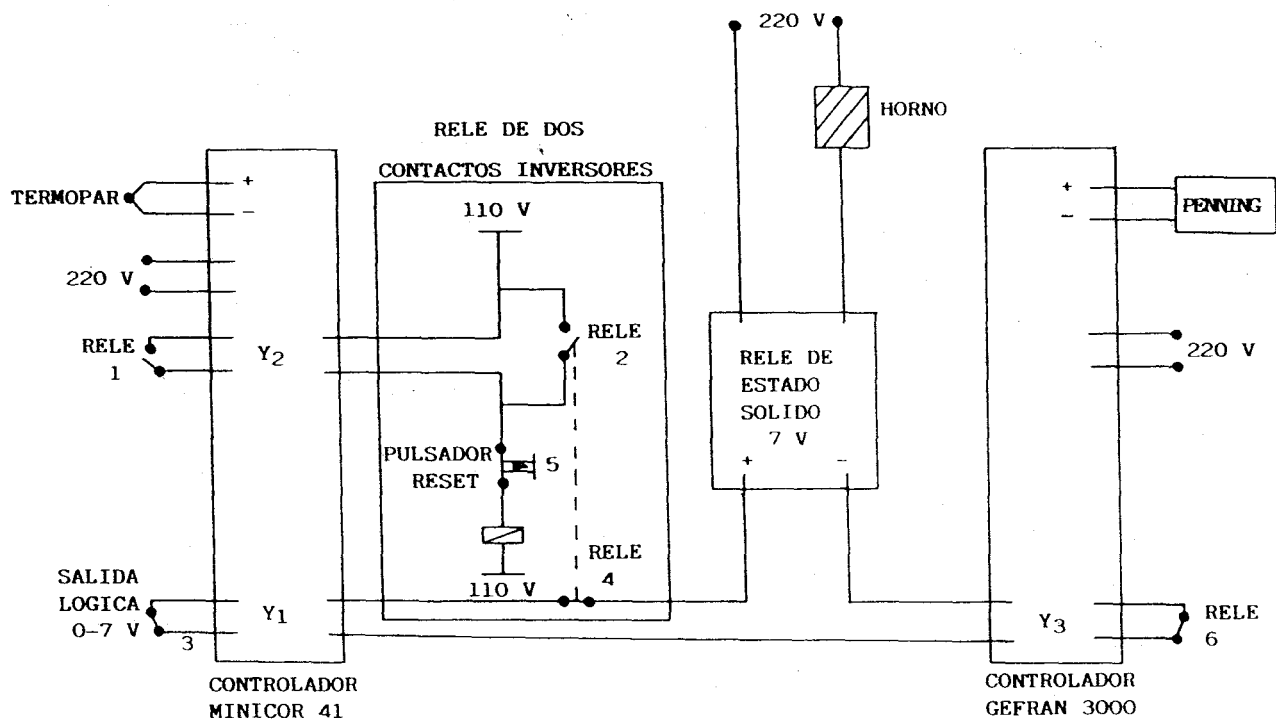 220 V
HORNO
RELE DE DOS
CONTACTOS INVERSORES
TERMOPAR
+
−
110 V
+
−
PENNING
220 V
RELE
1
Y2
RELE
2
RELE DE
ESTADO
SOLIDO
7 V
+
−
220 V
PULSADOR
RESET
5
RELE
4
110 V
SALIDA
LOGICA
0-7 V
3
Y1
Y3
RELE
6
CONTROLADOR
MINICOR 41
CONTROLADOR
GEFRAN 3000